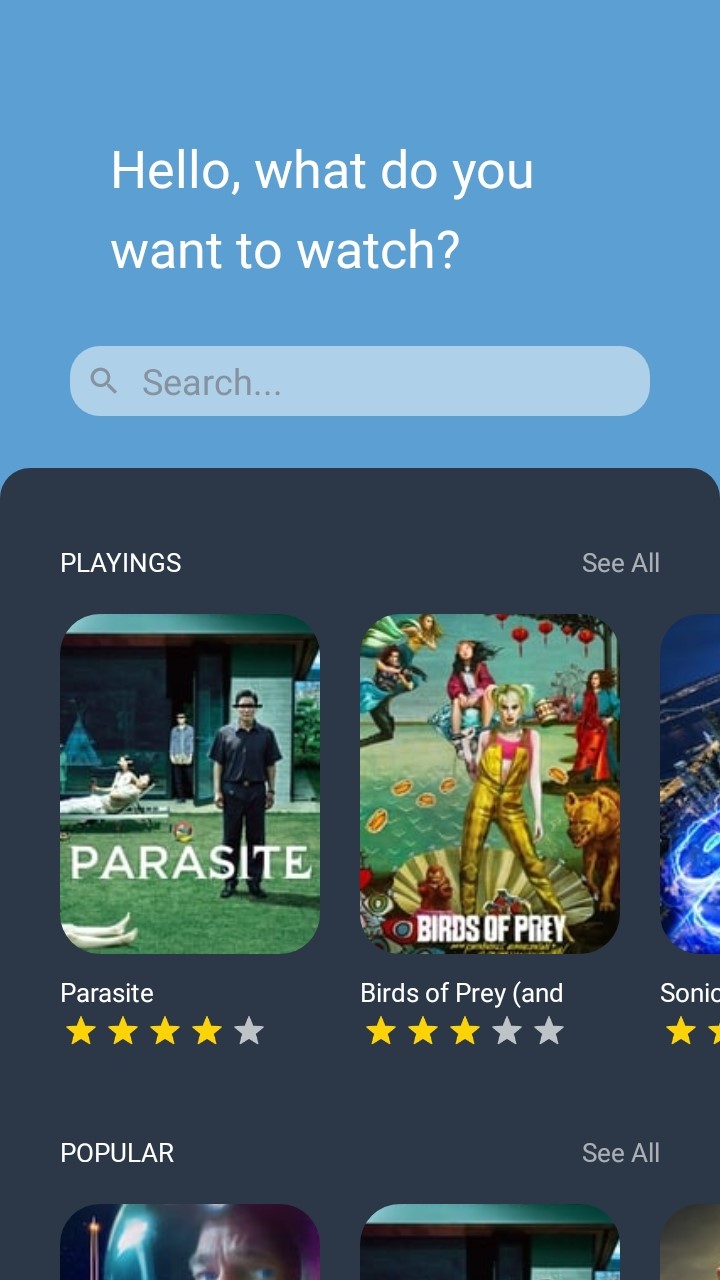 Hello, what do you
want to watch?
Search...
PLAYINGS
See All
PARASITE
BIRDS OF PREY
Parasite
Birds of Prey (and
Sonic
POPULAR
See All